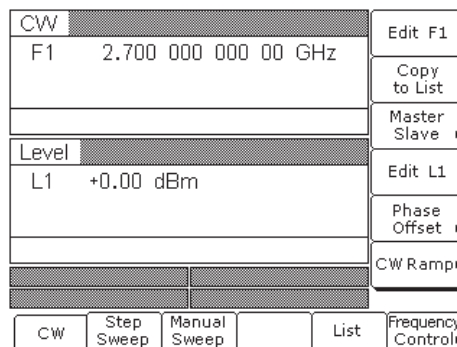 CW
F1 2.700 000 000 00 GHz
Level
L1 +0.00 dBm
Edit F1
Copy
to List
Master
Slave
Edit L1
Phase
Offset
CW Ramp
CW
Step
Sweep
Manual
Sweep
List
Frequency
Control